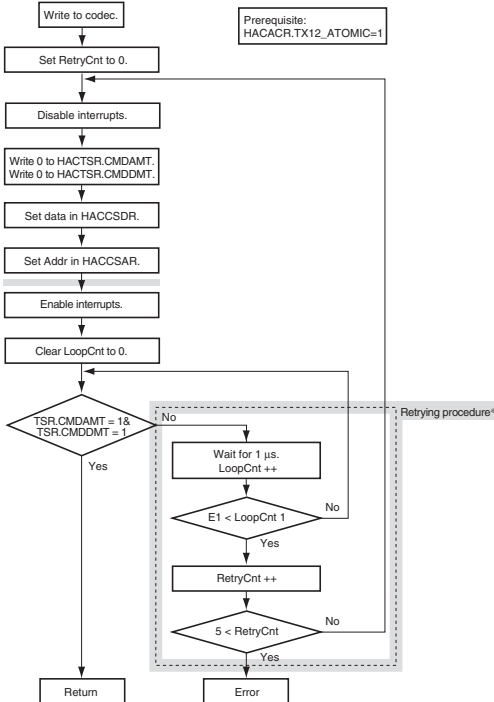 Write to codec.
Prerequisite:
HACACR.TX12_ATOMIC=1
Set RetryCnt to 0.
Disable interrupts.
Write 0 to HACTSR.CMDAMT.
Write 0 to HACTSR.CMDDMT.
Set data in HACCSDR.
Set Addr in HACCSAR.
Enable interrupts.
Clear LoopCnt to 0.
TSR.CMDAMT = 1&
TSR.CMDDMT = 1
No
Yes
Retrying procedure*
Wait for 1 μs.
LoopCnt ++
E1 < LoopCnt 1
No
Yes
RetryCnt ++
5 < RetryCnt
No
Yes
Return
Error